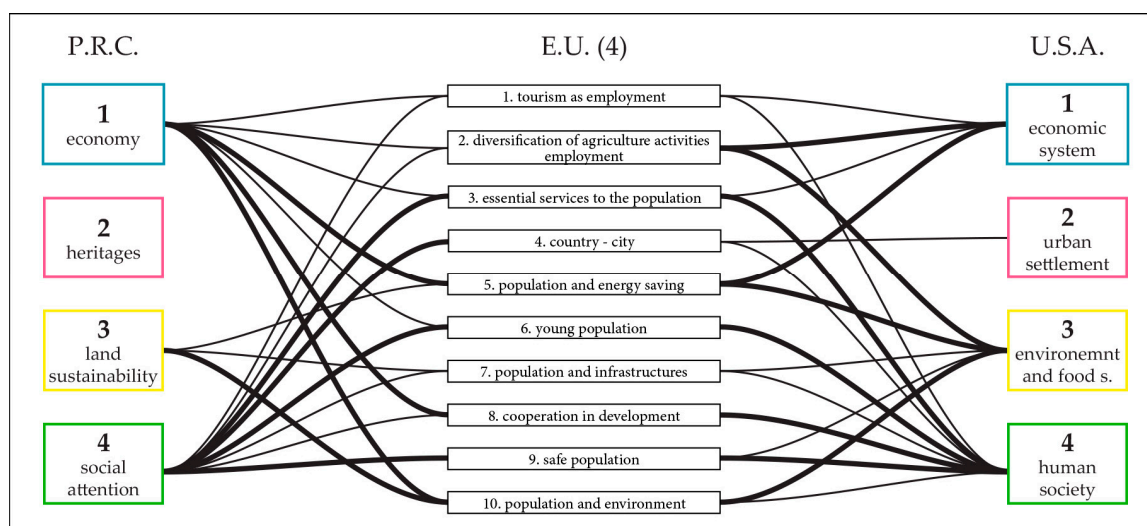 P.R.C.
E.U. (4)
U.S.A.
1
economy
2
heritages
3
land
sustainability
4
social
attention
1. tourism as employment
2. diversification of agriculture activities
employment
3. essential services to the population
4. country - city
5. population and energy saving
6. young population
7. population and infrastructures
8. cooperation in development
9. safe population
10. population and environment
1
economic
system
2
urban
settlement
3
environemnt
and food s.
4
human
society